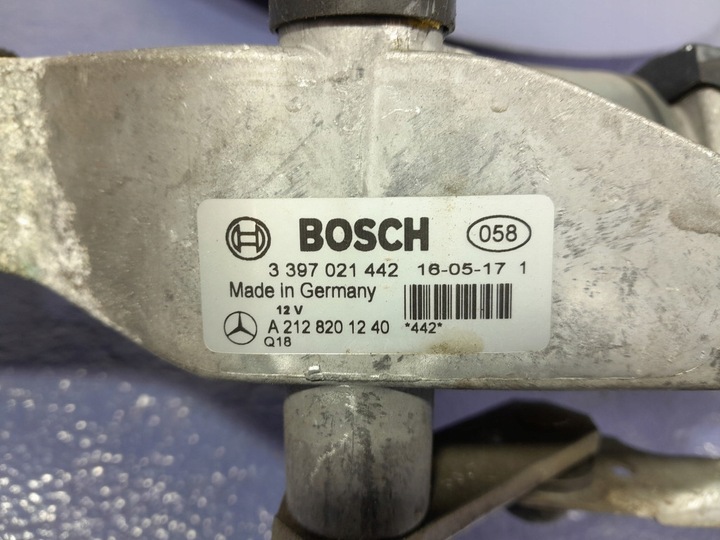 BOSCH 058
3 397 021 442 16-05-17 1
Made in Germany
12 V
A 212 820 12 40 *442*
Q18